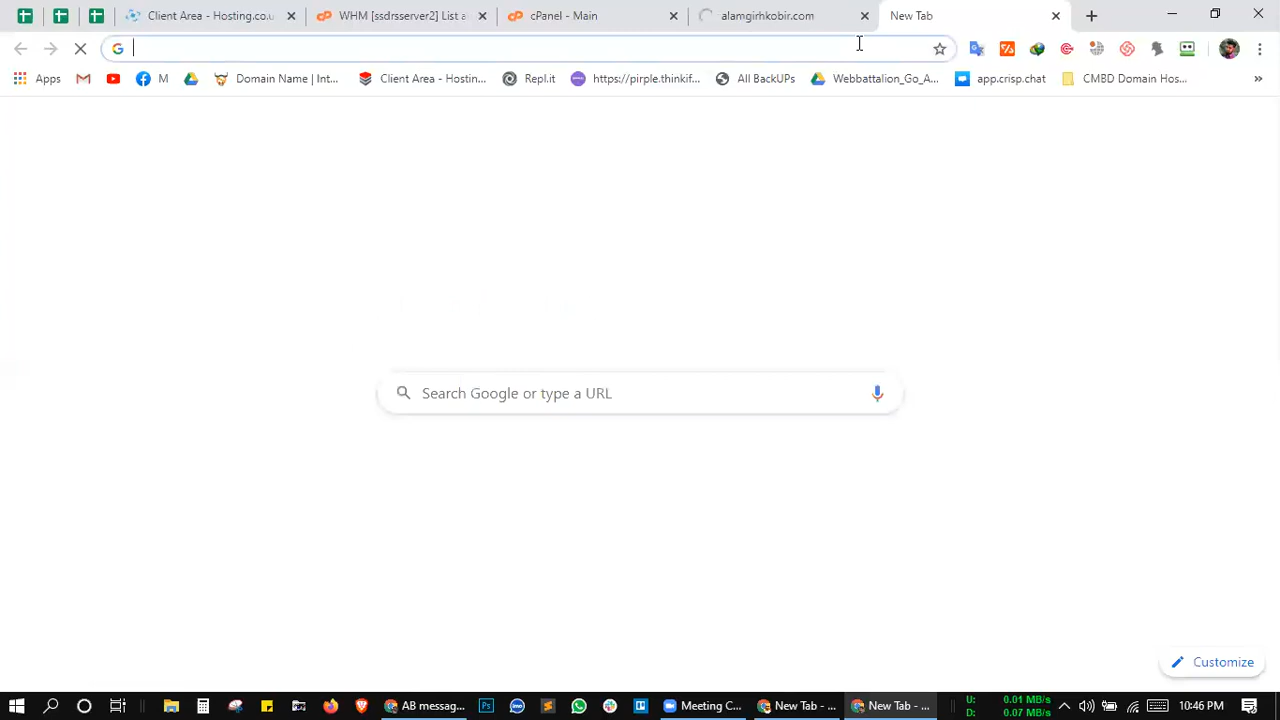 Client Area - Hosting.co.u
WHM [ssdrsserver2] List a
cPanel - Main
alamgirhkobir.com
New Tab
Apps
M
Domain Name | Int...
Client Area - Hostin...
Repl.it
https://pirple.thinkif...
All BackUPs
Webbattalion_Go_A...
app.crisp.chat
CMBD Domain Hos...
»
Search Google or type a URL
Customize
AB messag...
Meeting C...
New Tab - ...
New Tab - ...
U: 0.01 MB/s
D: 0.07 MB/s
10:46 PM